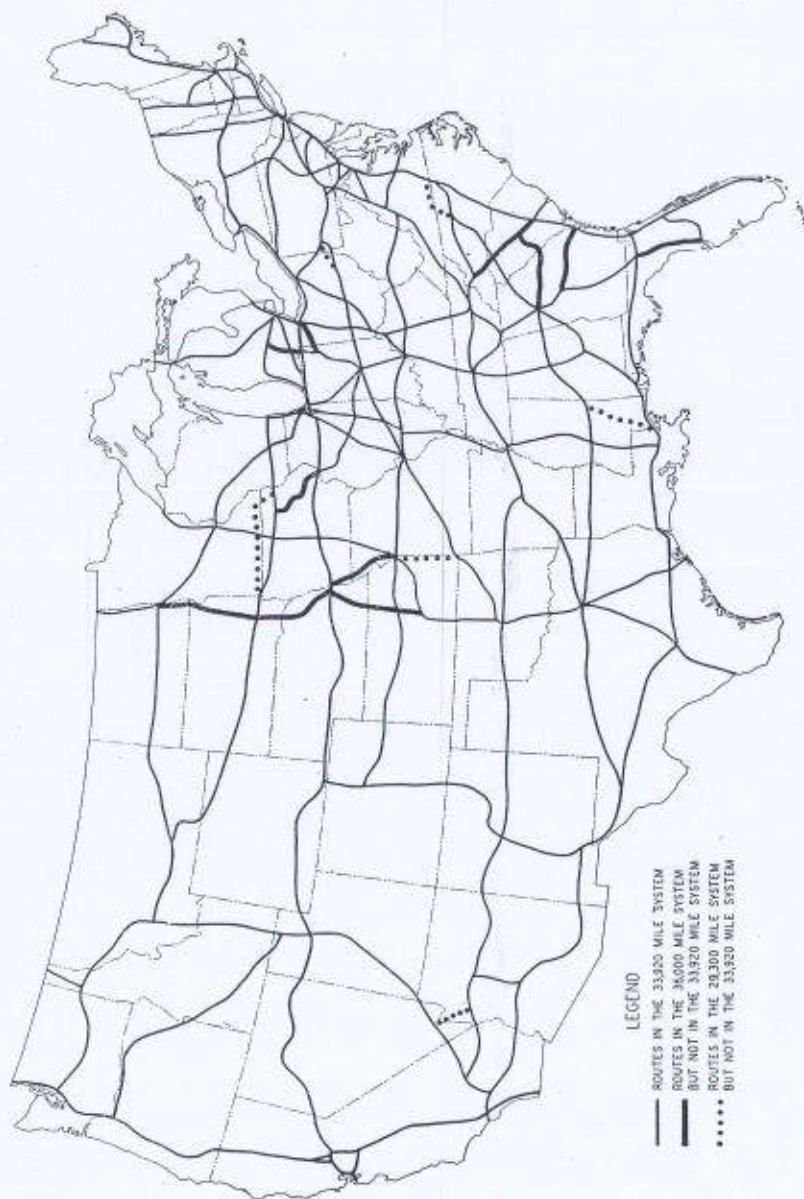 LEGEND
ROUTES IN THE 33,920 MILE SYSTEM
ROUTES IN THE 36,000 MILE SYSTEM
BUT NOT IN THE 33,920 MILE SYSTEM
ROUTES IN THE 29,300 MILE SYSTEM
BUT NOT IN THE 33,920 MILE SYSTEM